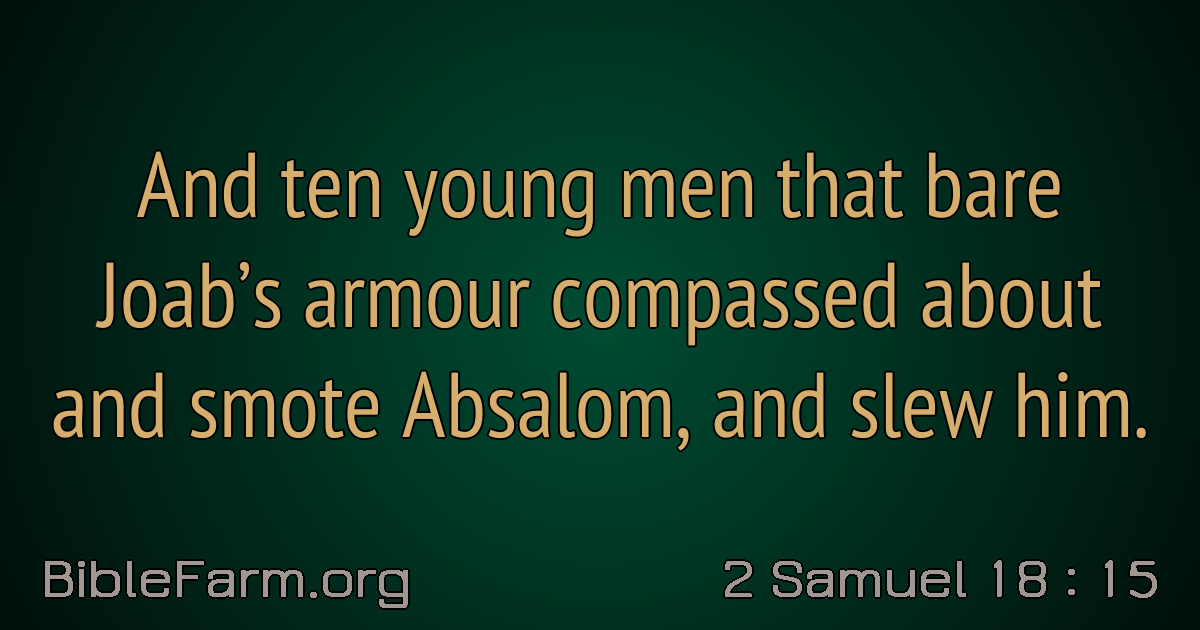 And ten young men that bare
Joab’s armour compassed about
and smote Absalom, and slew him.
BibleFarm.org
2 Samuel 18 : 15